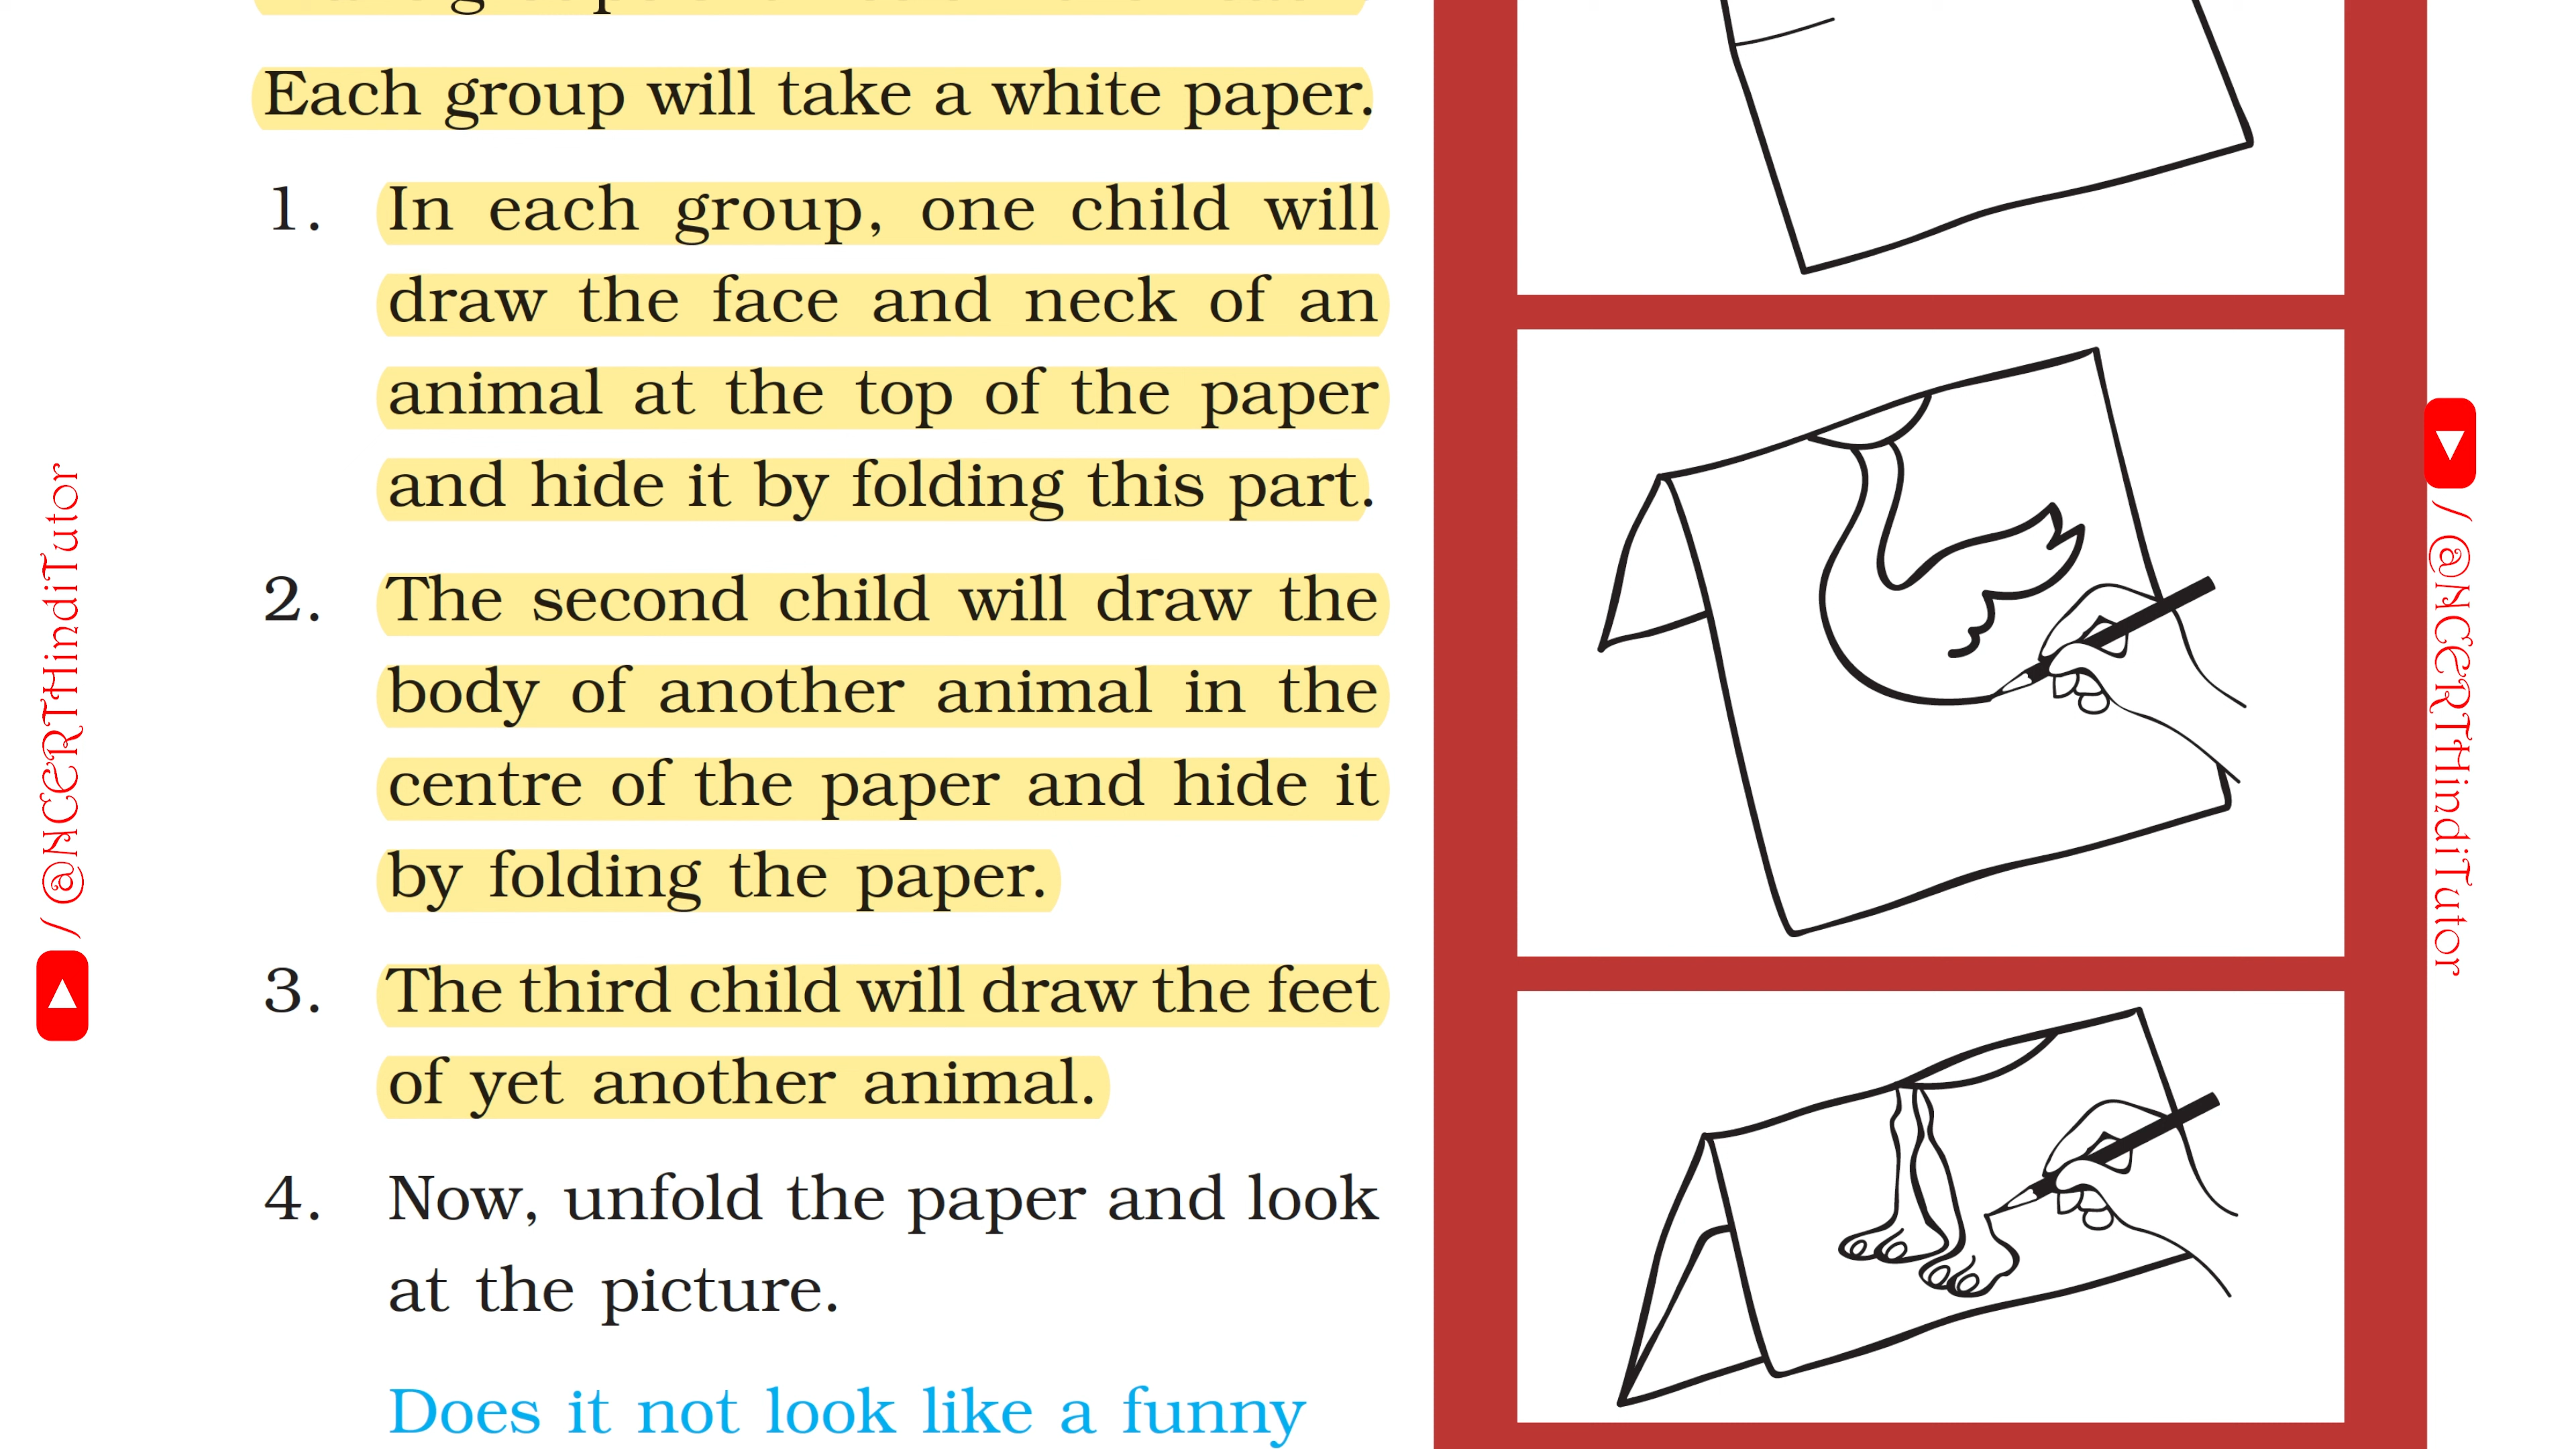 Each group will take a white paper.
1. In each group, one child will
draw the face and neck of an
animal at the top of the paper
and hide it by folding this part.
2. The second child will draw the
body of another animal in the
centre of the paper and hide it
by folding the paper.
3. The third child will draw the feet
of yet another animal.
4. Now, unfold the paper and look
at the picture.
Does it not look like a funny
/ @NCERTHindiTutor
/ @NCERTHindiTutor